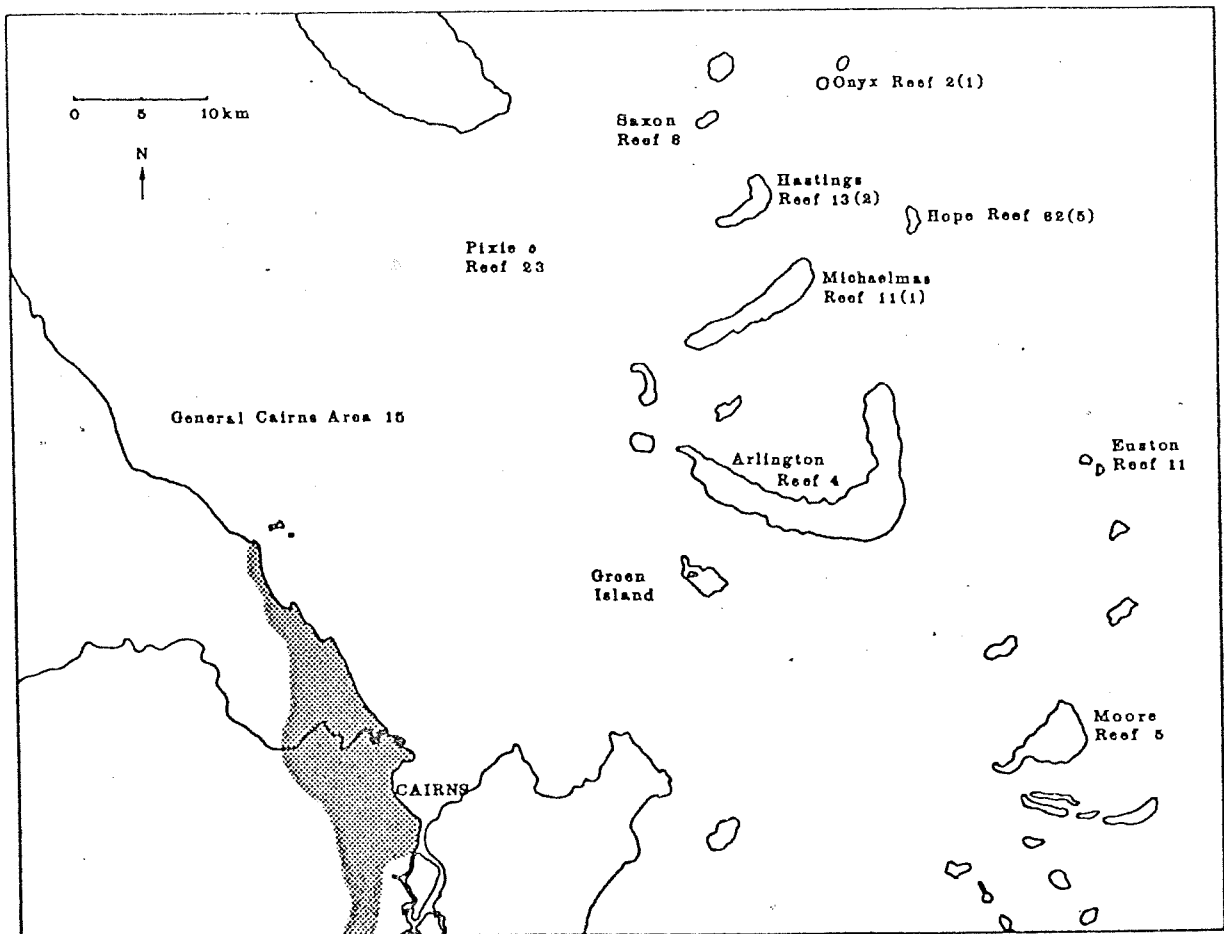 Onyx Reef 2(1)
0 5 10km
Saxon
Reef 8
N
Hastings
Reef 13(2)
Hope Reef 62(5)
Pixie
Reef 23
Michaelmas
Reef 11(1)
General Cairns Area 15
Arlington
Reef 4
Euston
Reef 11
Green
Island
Moore
Reef 5
CAIRNS